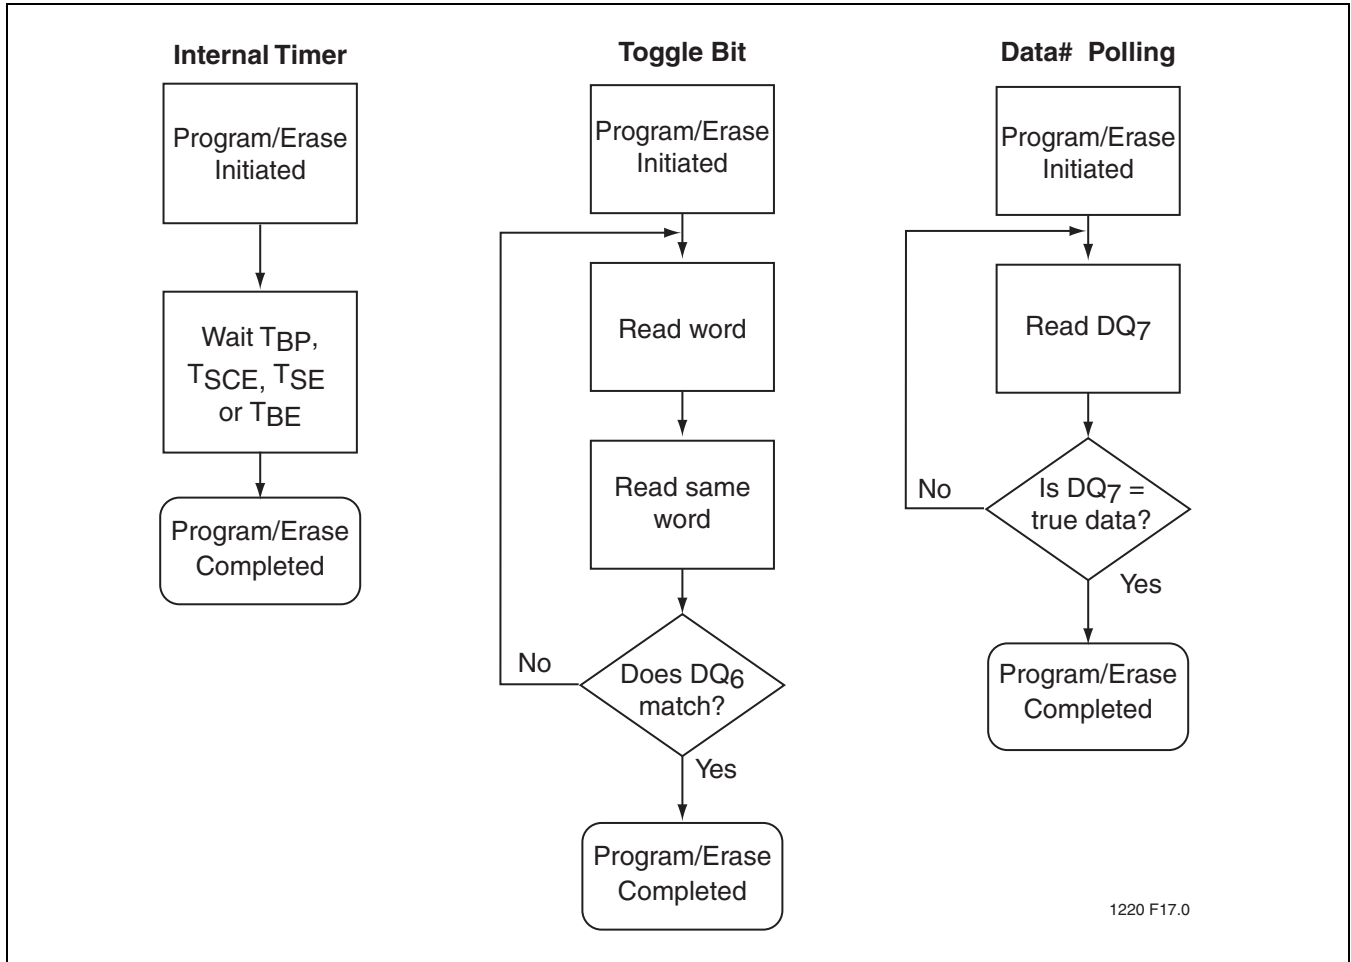 Internal Timer
Program/Erase
Initiated
Wait TBP,
TSCE, TSE
or TBE
Program/Erase
Completed
Toggle Bit
Program/Erase
Initiated
Read word
Read same
word
Does DQ6
match?
No
Yes
Program/Erase
Completed
Data# Polling
Program/Erase
Initiated
Read DQ7
Is DQ7 =
true data?
No
Yes
Program/Erase
Completed
1220 F17.0